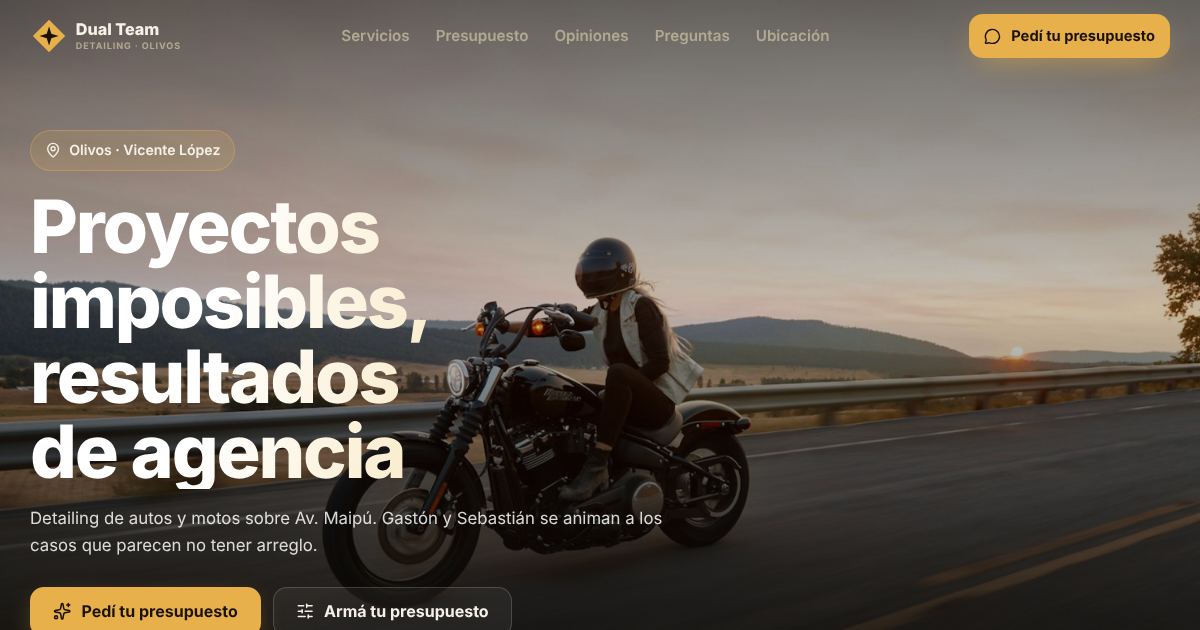 Dual Team
DETAILING · OLIVOS
Servicios
Presupuesto
Opiniones
Preguntas
Ubicación
Pedí tu presupuesto
Olivos · Vicente López
Proyectos
imposibles,
resultados
de agencia
Detailing de autos y motos sobre Av. Maipú. Gastón y Sebastián se animan a los
casos que parecen no tener arreglo.
Pedí tu presupuesto
Armá tu presupuesto